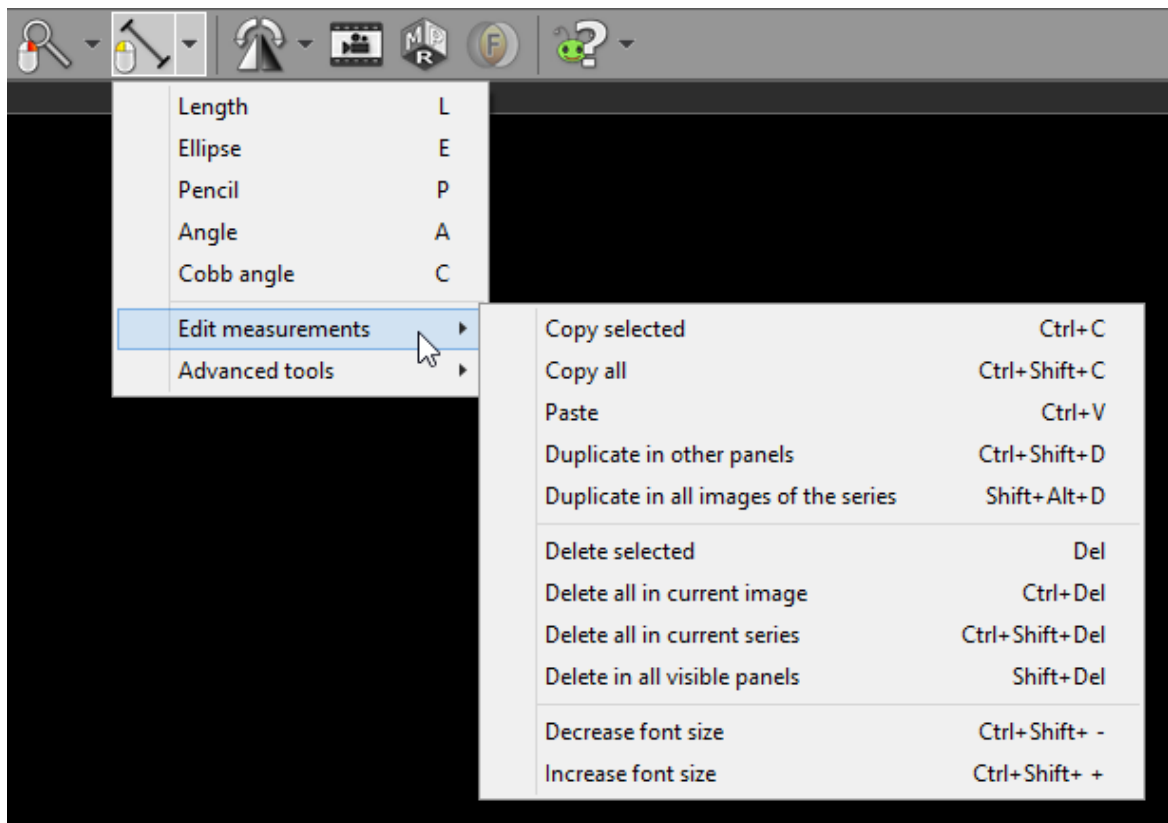 M P R
F
?
Length L
Ellipse E
Pencil P
Angle A
Cobb angle C
Edit measurements
Advanced tools
Copy selected Ctrl+C
Copy all Ctrl+Shift+C
Paste Ctrl+V
Duplicate in other panels Ctrl+Shift+D
Duplicate in all images of the series Shift+Alt+D
Delete selected Del
Delete all in current image Ctrl+Del
Delete all in current series Ctrl+Shift+Del
Delete in all visible panels Shift+Del
Decrease font size Ctrl+Shift+ -
Increase font size Ctrl+Shift+ +